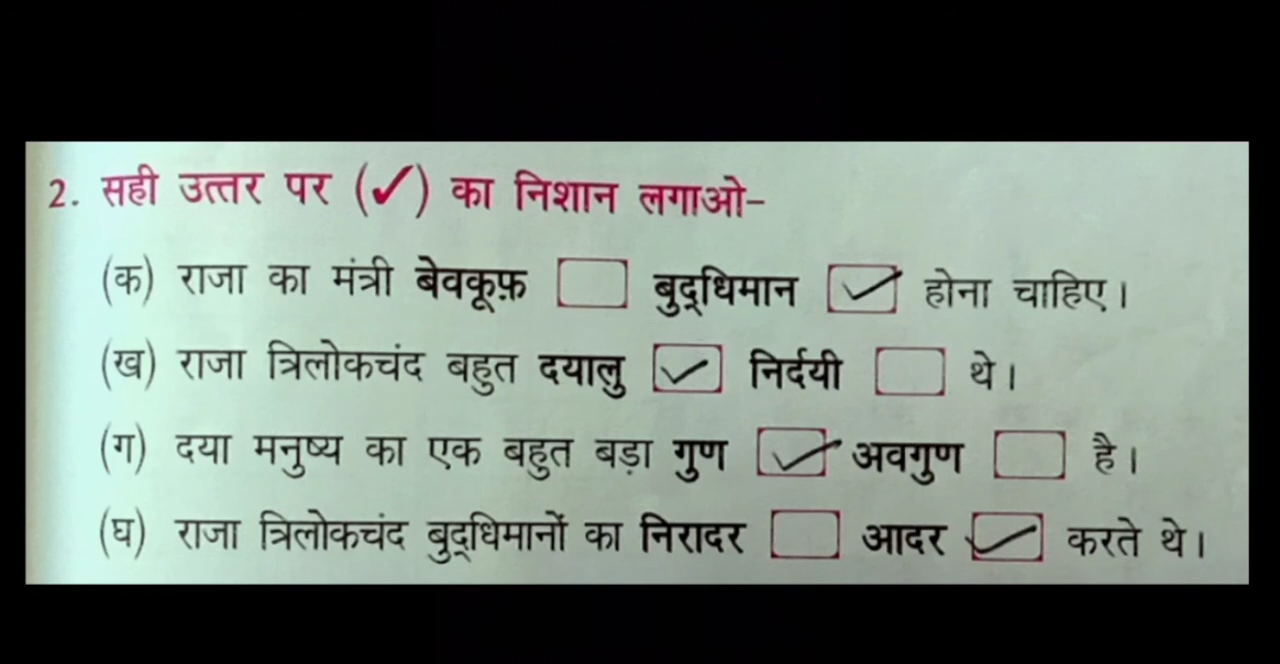 2. सही उत्तर पर (✓) का निशान लगाओ-
(क) राजा का मंत्री बेवकूफ़ ☐ बुद्धिमान ☑ होना चाहिए।
(ख) राजा त्रिलोकचंद बहुत दयालु ☑ निर्दयी ☐ थे।
(ग) दया मनुष्य का एक बहुत बड़ा गुण ☑ अवगुण ☐ है।
(घ) राजा त्रिलोकचंद बुद्धिमानों का निरादर ☐ आदर ☑ करते थे।